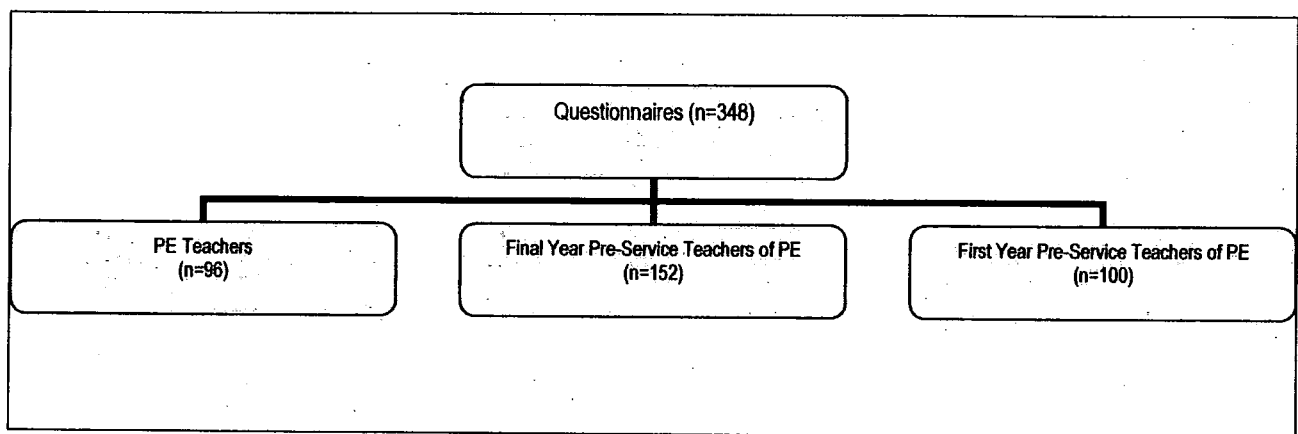 Questionnaires (n=348)
PE Teachers
(n=96)
Final Year Pre-Service Teachers of PE
(n=152)
First Year Pre-Service Teachers of PE
(n=100)